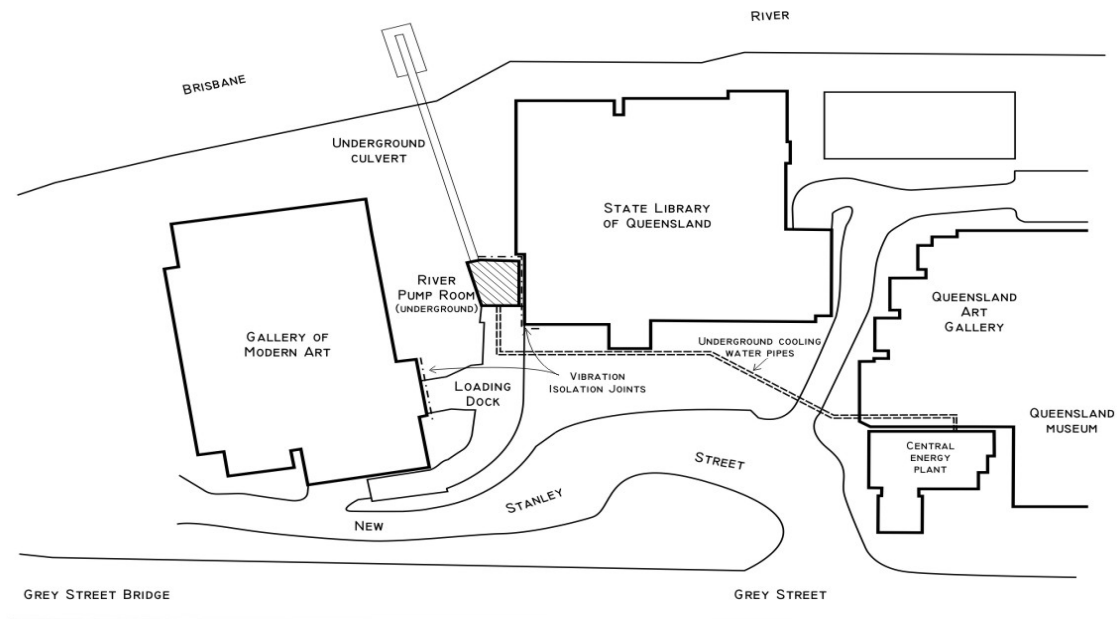 RIVER
BRISBANE
UNDERGROUND
CULVERT
STATE LIBRARY
OF QUEENSLAND
RIVER
PUMP ROOM
(UNDERGROUND)
QUEENSLAND
ART
GALLERY
GALLERY OF
MODERN ART
UNDERGROUND COOLING
WATER PIPES
VIBRATION
ISOLATION JOINTS
LOADING
DOCK
QUEENSLAND
MUSEUM
CENTRAL
ENERGY
PLANT
NEW
STANLEY
STREET
GREY STREET BRIDGE
GREY STREET